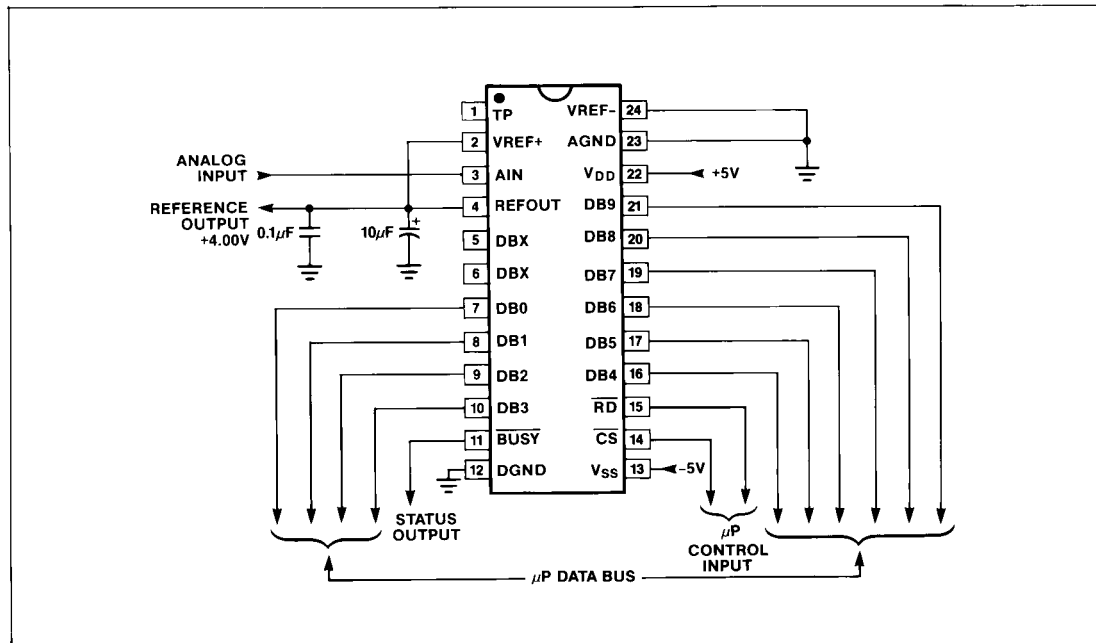 1 TP
2 VREF+
3 AIN
4 REFOUT
5 DBX
6 DBX
7 DB0
8 DB1
9 DB2
10 DB3
11 BUSY
12 DGND
VREF- 24
AGND 23
VDD 22
DB9 21
DB8 20
DB7 19
DB6 18
DB5 17
DB4 16
RD 15
CS 14
VSS 13
ANALOG
INPUT
REFERENCE
OUTPUT
+4.00V
0.1μF
10μF
+
+5V
-5V
STATUS
OUTPUT
μP
CONTROL
INPUT
μP DATA BUS